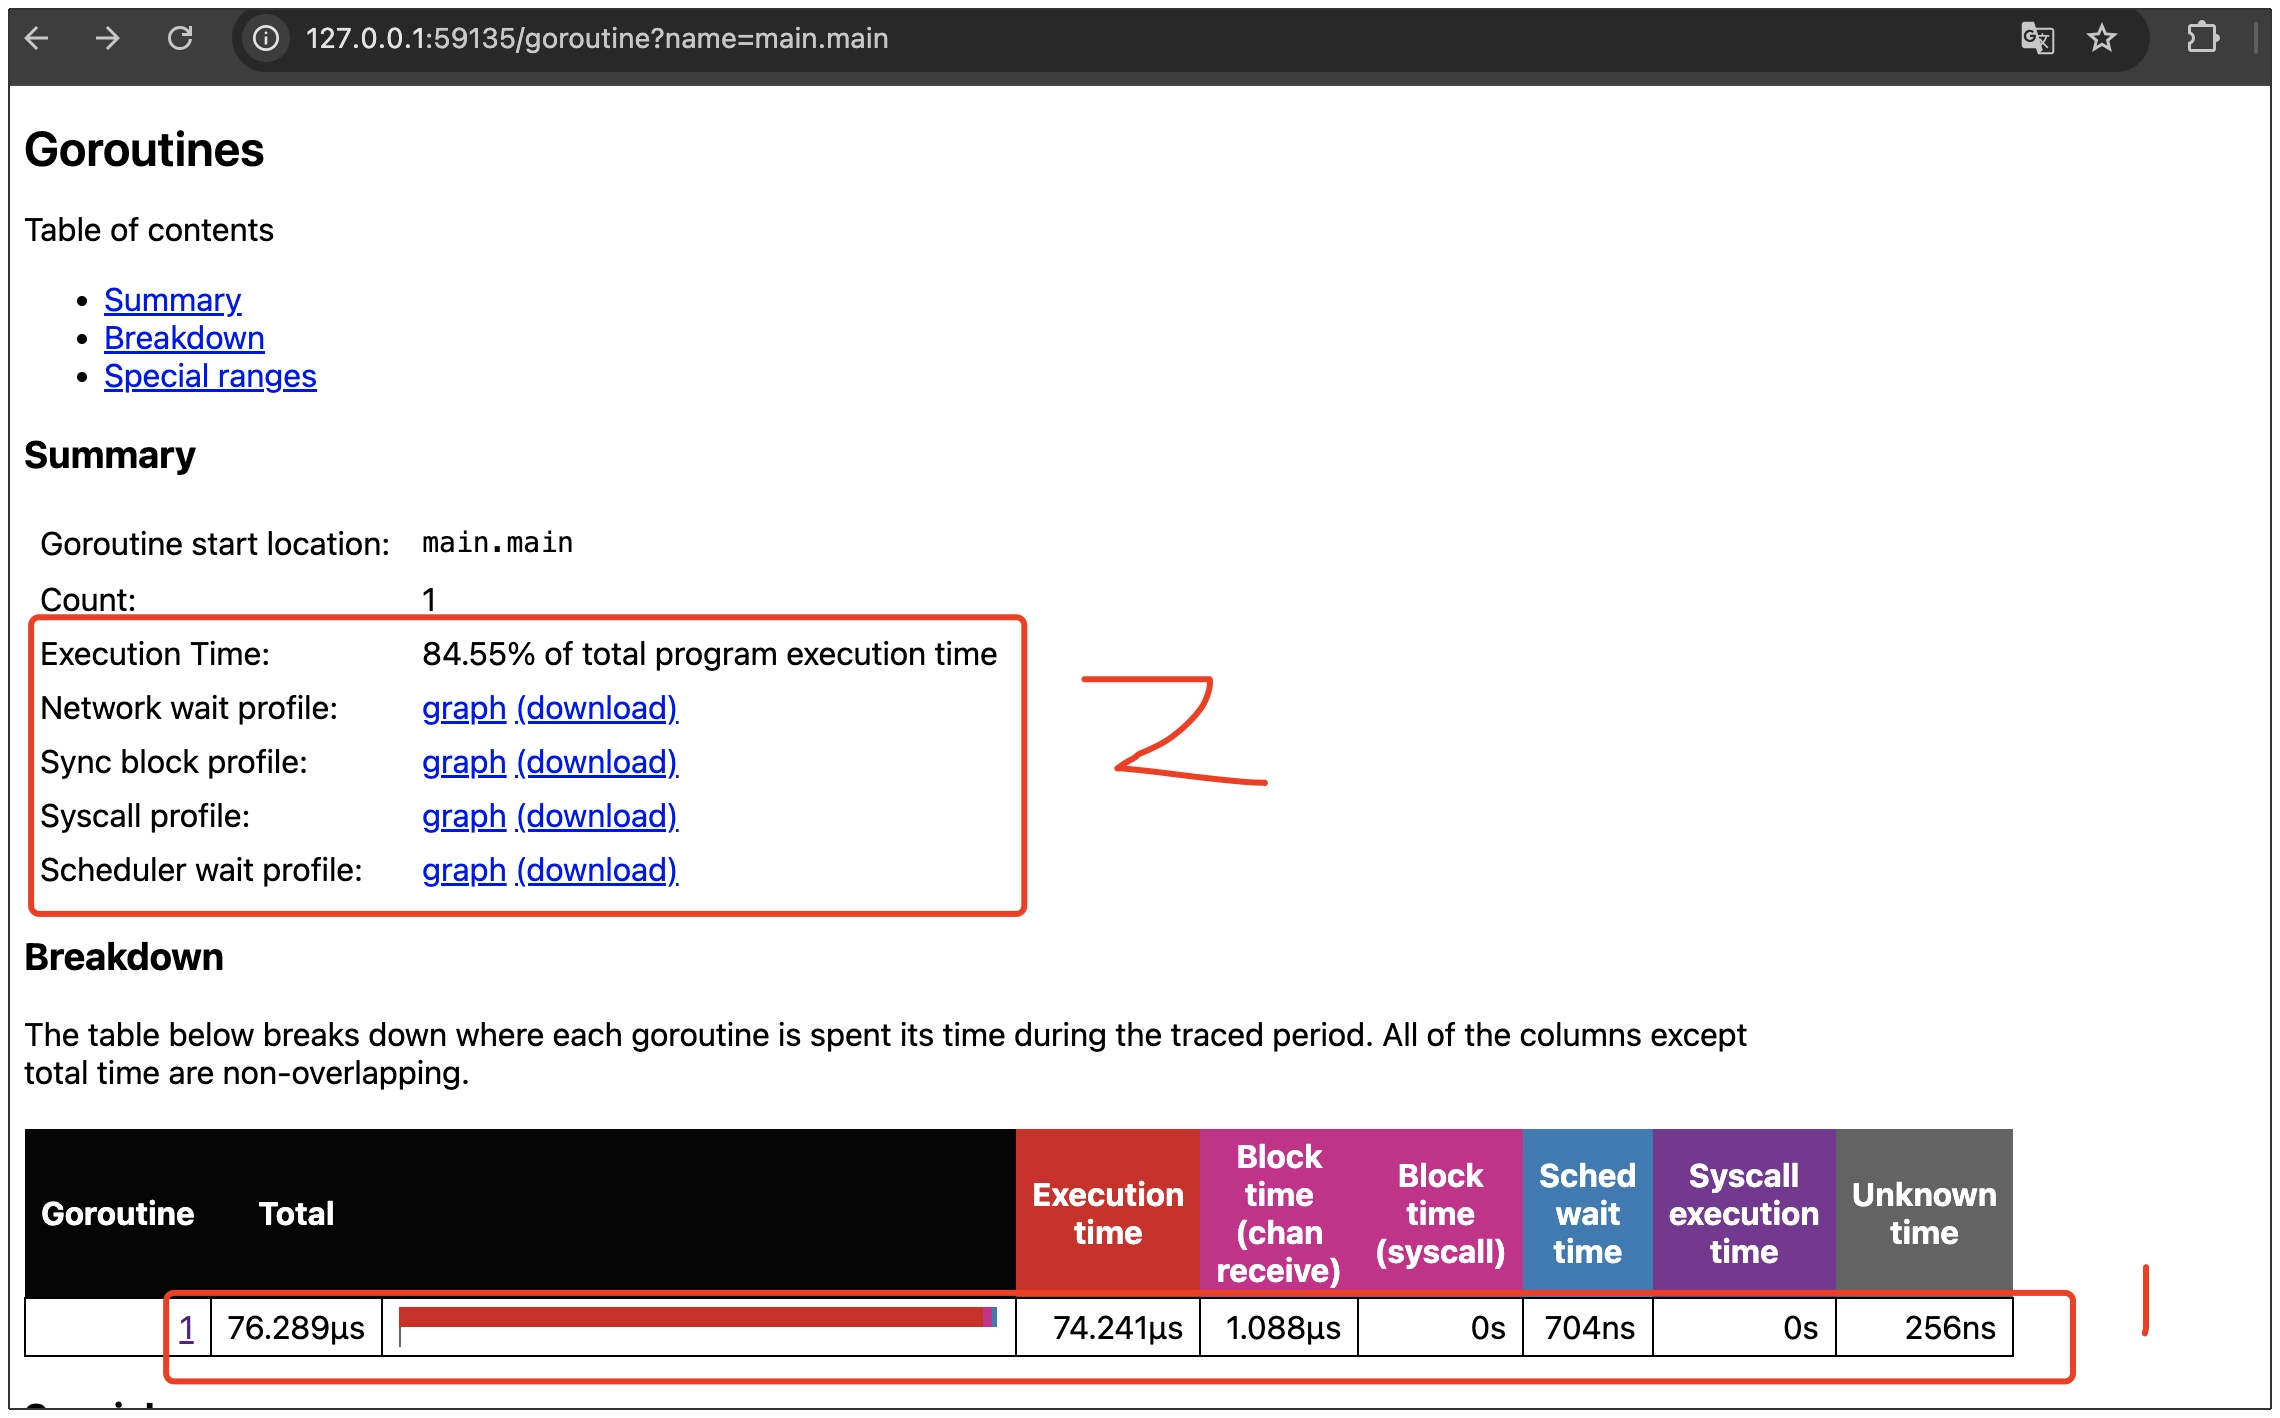 127.0.0.1:59135/goroutine?name=main.main
Goroutines
Table of contents
Summary
Breakdown
Special ranges
Summary
Goroutine start location: main.main
Count: 1
Execution Time: 84.55% of total program execution time
Network wait profile: graph (download)
Sync block profile: graph (download)
Syscall profile: graph (download)
Scheduler wait profile: graph (download)
2
Breakdown
The table below breaks down where each goroutine is spent its time during the traced period. All of the columns except
total time are non-overlapping.
Goroutine Total Execution time Block time (chan receive) Block time (syscall) Sched wait time Syscall execution time Unknown time
1 76.289µs 74.241µs 1.088µs 0s 704ns 0s 256ns
1